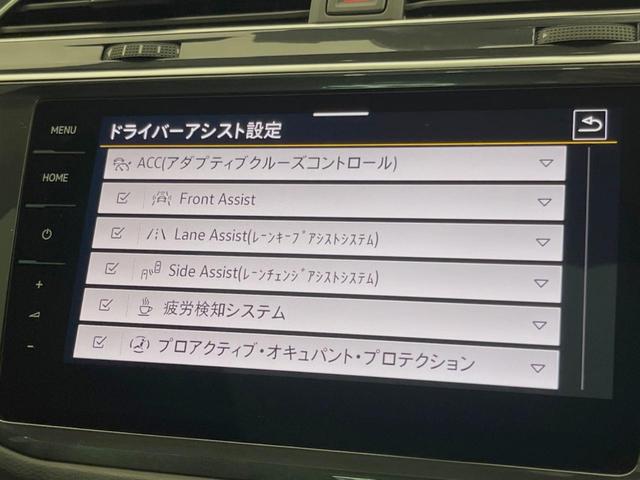 MENU
HOME
ドライバーアシスト設定
ACC(アダプティブクルーズコントロール)
Front Assist
Lane Assist(ﾚｰﾝｷｰﾌﾟｱｼｽﾄｼｽﾃﾑ)
Side Assist(ﾚｰﾝﾁｪﾝｼﾞｱｼｽﾄｼｽﾃﾑ)
疲労検知システム
プロアクティブ・オキュパント・プロテクション